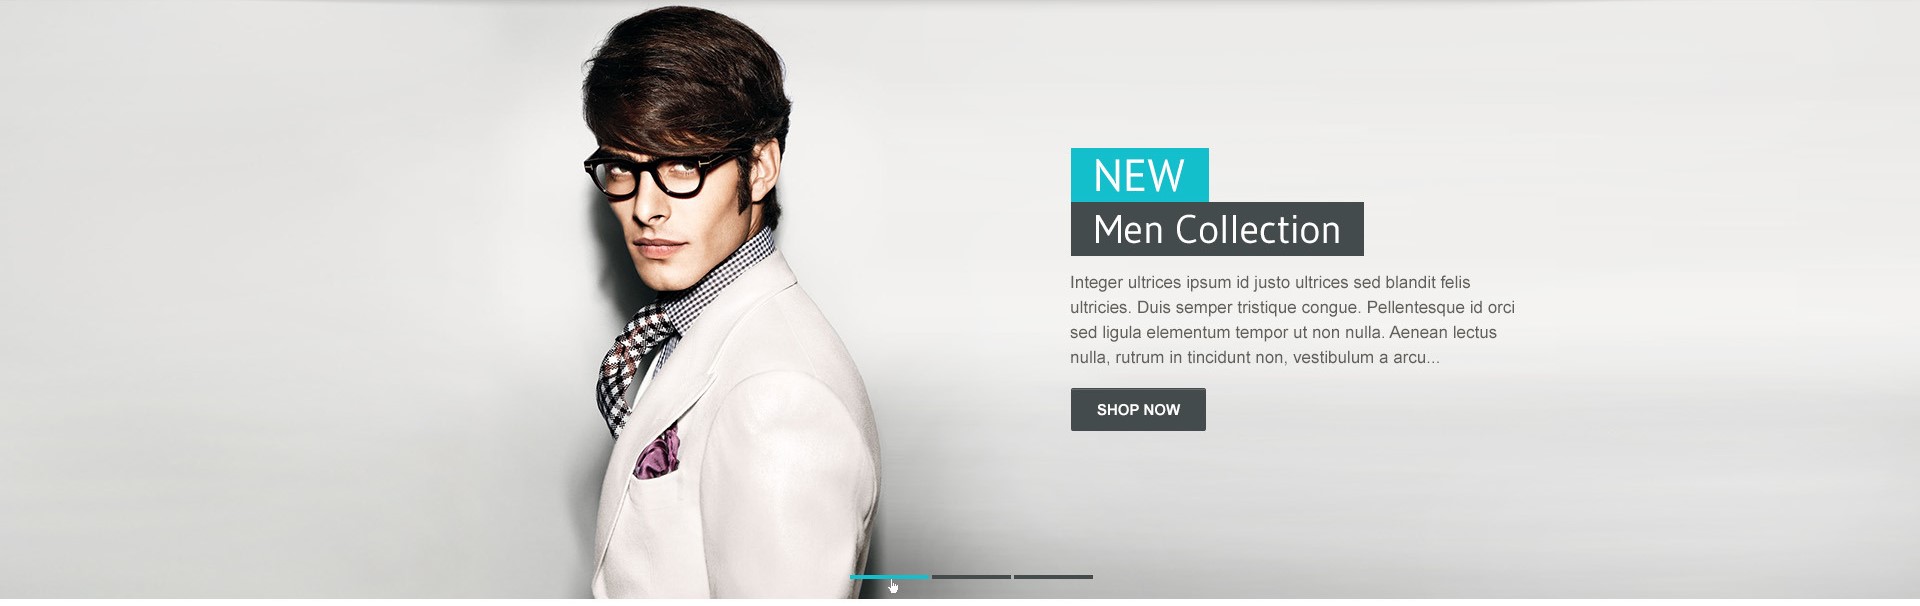 NEW
Men Collection
Integer ultrices ipsum id justo ultrices sed blandit felis
ultricies. Duis semper tristique congue. Pellentesque id orci
sed ligula elementum tempor ut non nulla. Aenean lectus
nulla, rutrum in tincidunt non, vestibulum a arcu...
SHOP NOW